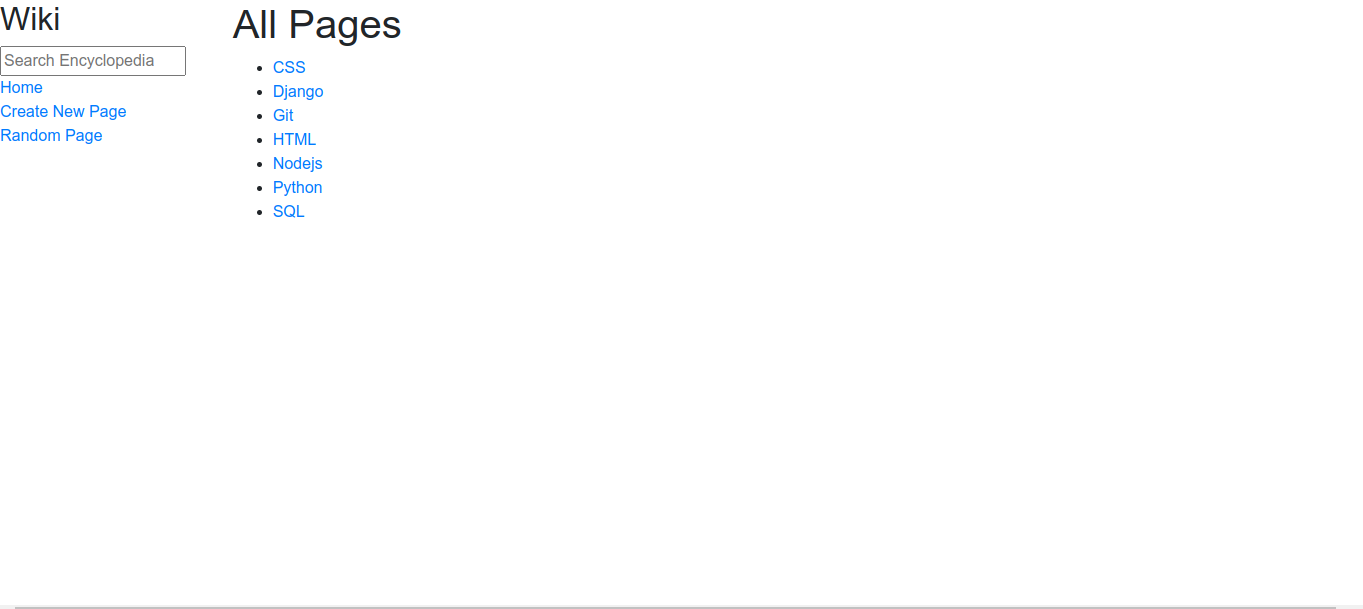 Wiki
Search Encyclopedia
Home
Create New Page
Random Page
All Pages
CSS
Django
Git
HTML
Nodejs
Python
SQL